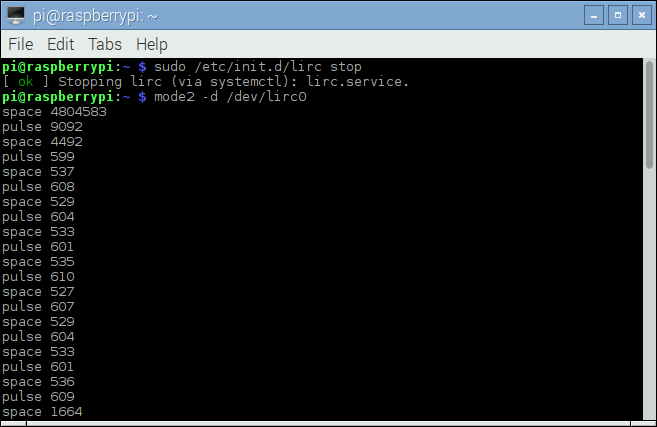 pi@raspberrypi: ~
File Edit Tabs Help
pi@raspberrypi:~ $ sudo /etc/init.d/lirc stop
[ ok ] Stopping lirc (via systemctl): lirc.service.
pi@raspberrypi:~ $ mode2 -d /dev/lirc0
space 4804583
pulse 9092
space 4492
pulse 599
space 537
pulse 608
space 529
pulse 604
space 533
pulse 601
space 535
pulse 610
space 527
pulse 607
space 529
pulse 604
space 533
pulse 601
space 536
pulse 609
space 1664